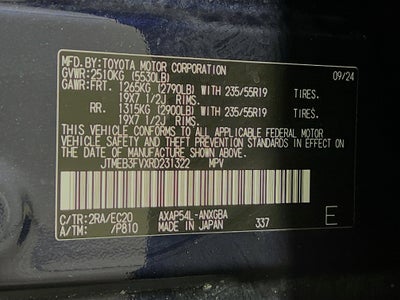 MFD.BY:TOYOTA MOTOR CORPORATION 09/24
GVWR:2510KG (5530LB)
GAWR:FRT. 1265KG (2790LB) WITH 235/55R19 TIRES.
19X7 1/2J RIMS.
RR. 1315KG (2900LB) WITH 235/55R19 TIRES.
19X7 1/2J RIMS.
THIS VEHICLE CONFORMS TO ALL APPLICABLE FEDERAL MOTOR
VEHICLE SAFETY AND THEFT PREVENTION STANDARDS IN EFFECT ON
THE DATE OF MANUFACTURE SHOWN ABOVE.
JTMEB3FVXRD231322 MPV
C/TR:2RA/EC20 AXAP54L-ANXGBA
A/TM: /P810 MADE IN JAPAN 337 E